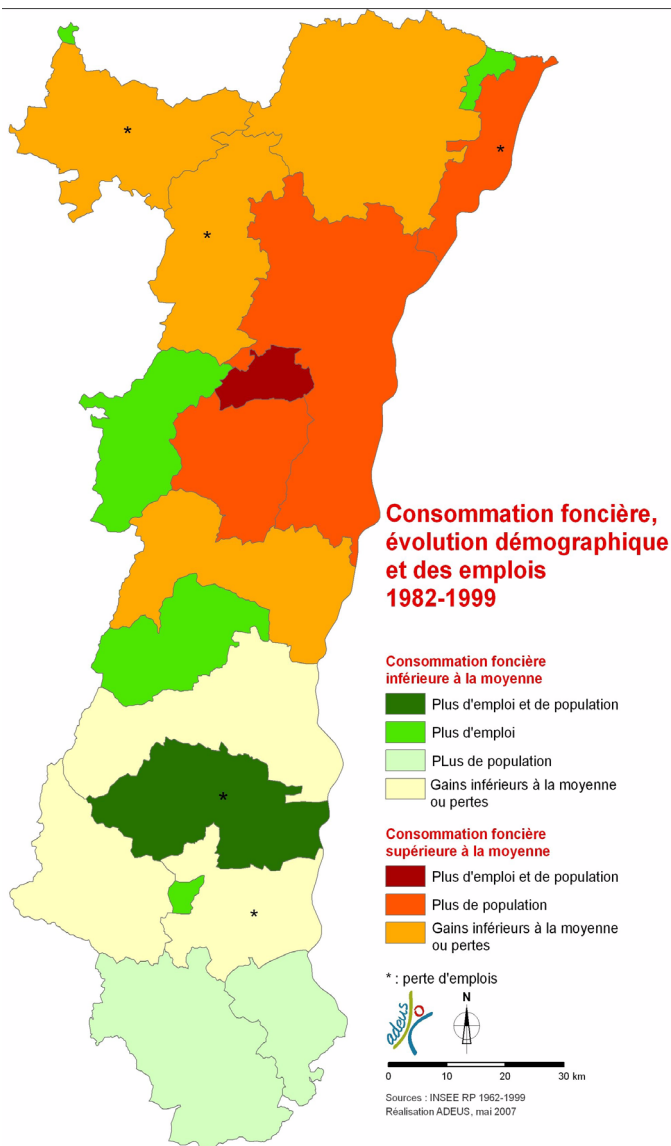 *
*
*
Consommation foncière,
évolution démographique
et des emplois
1982-1999
Consommation foncière
inférieure à la moyenne
Plus d'emploi et de population
Plus d'emploi
PLus de population
Gains inférieurs à la moyenne
ou pertes
*
Consommation foncière
supérieure à la moyenne
Plus d'emploi et de population
Plus de population
Gains inférieurs à la moyenne
ou pertes
*
* : perte d'emplois
adeus
N
0 10 20 30 km
Sources : INSEE RP 1962-1999
Réalisation ADEUS, mai 2007